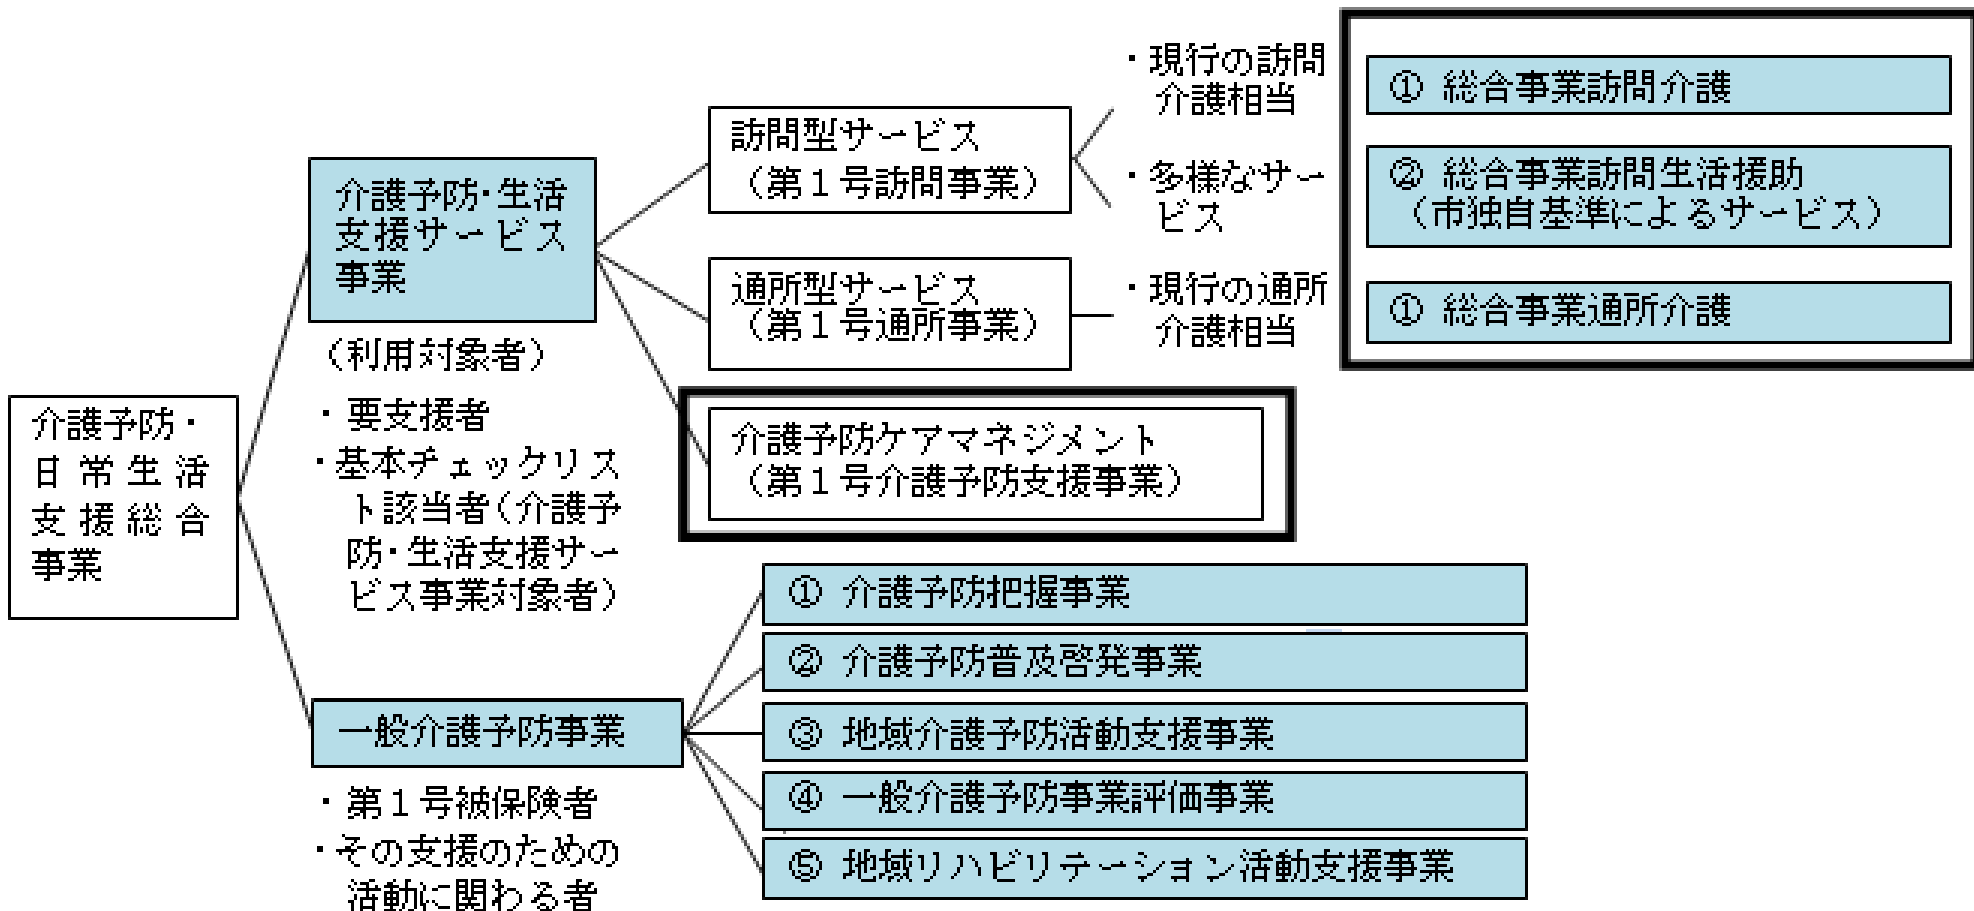 介護予防・
日常生活
支援総合
事業
介護予防・生活
支援サービス
事業
（利用対象者）
・要支援者
・基本チェックリス
ト該当者（介護予
防・生活支援サー
ビス事業対象者）
訪問型サービス
（第１号訪問事業）
・現行の訪問
介護相当
・多様なサー
ビス
① 総合事業訪問介護
② 総合事業訪問生活援助
（市独自基準によるサービス）
通所型サービス
（第１号通所事業）
・現行の通所
介護相当
① 総合事業通所介護
介護予防ケアマネジメント
（第１号介護予防支援事業）
一般介護予防事業
・第１号被保険者
・その支援のための
活動に関わる者
① 介護予防把握事業
② 介護予防普及啓発事業
③ 地域介護予防活動支援事業
④ 一般介護予防事業評価事業
⑤ 地域リハビリテーション活動支援事業